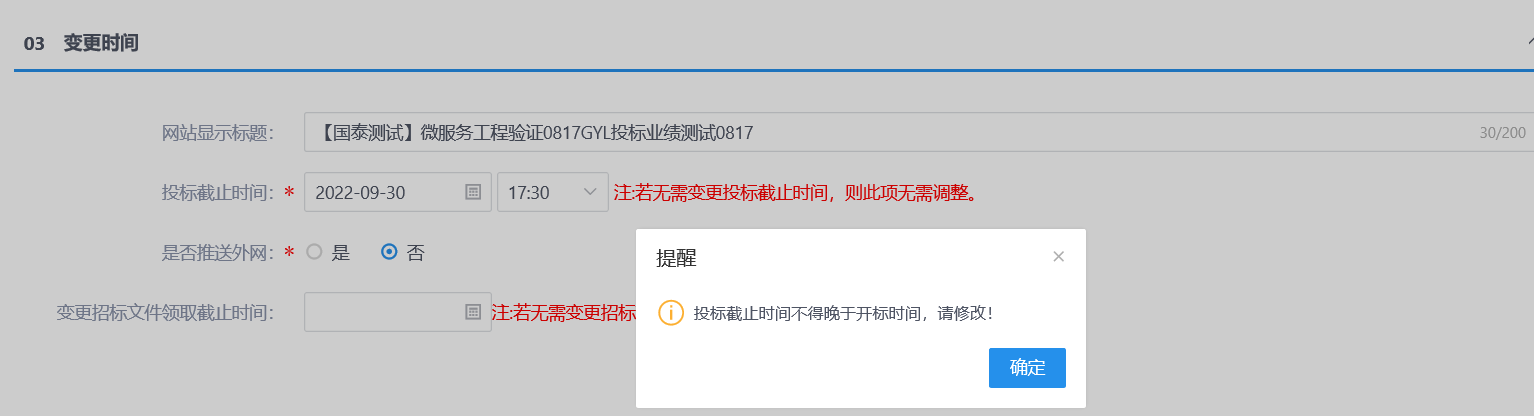 03 变更时间
网站显示标题： 【国泰测试】微服务工程验证0817GYL投标业绩测试0817 30/200
投标截止时间：* 2022-09-30 17:30 注:若无需变更投标截止时间，则此项无需调整。
是否推送外网：* 是 否
提醒
变更招标文件领取截止时间： 注:若无需变更招标
投标截止时间不得晚于开标时间，请修改！
确定